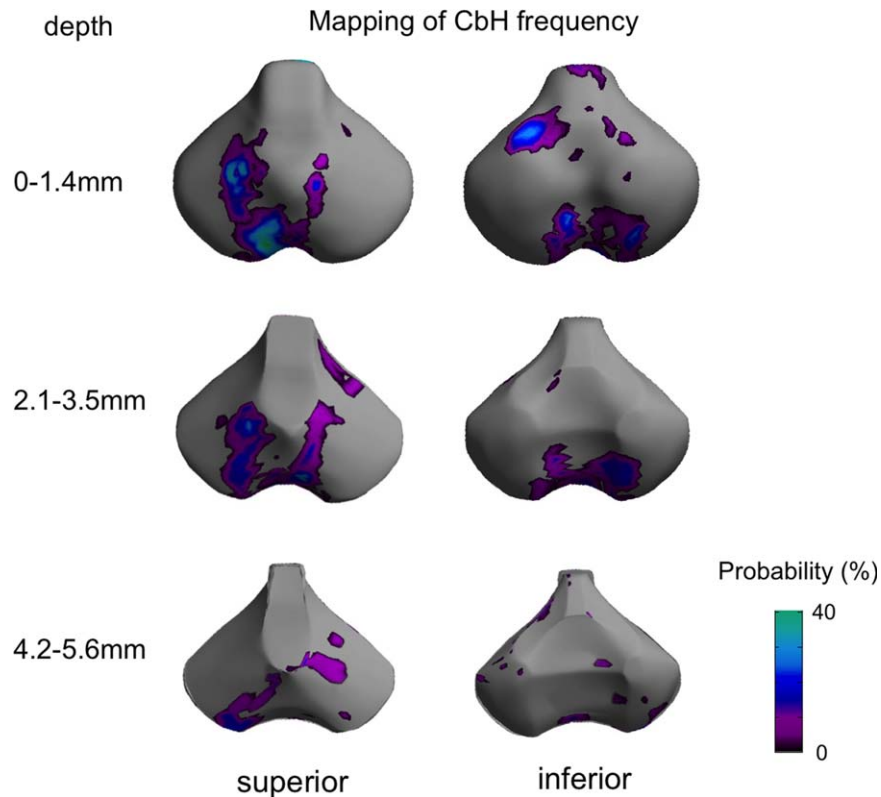 depth
Mapping of CbH frequency
0-1.4mm
2.1-3.5mm
4.2-5.6mm
Probability (%)
40
0
superior
inferior